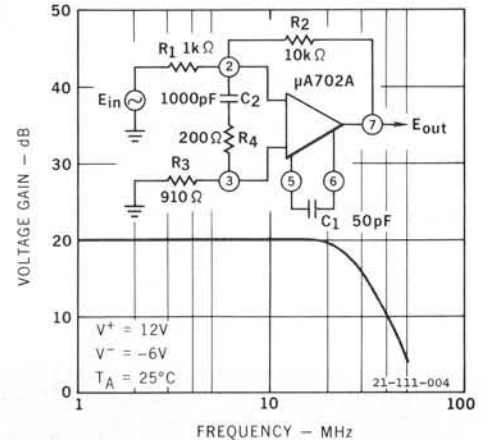 50
40
30
20
10
0
VOLTAGE GAIN — dB
R1 1kΩ
R2
10kΩ
µA702A
Ein
2
1000pF C2
7
Eout
200Ω R4
R3
910 Ω
3
5
6
C1 50pF
V+ = 12V
V− = -6V
TA = 25°C
21-111-004
1
10
100
FREQUENCY — MHz